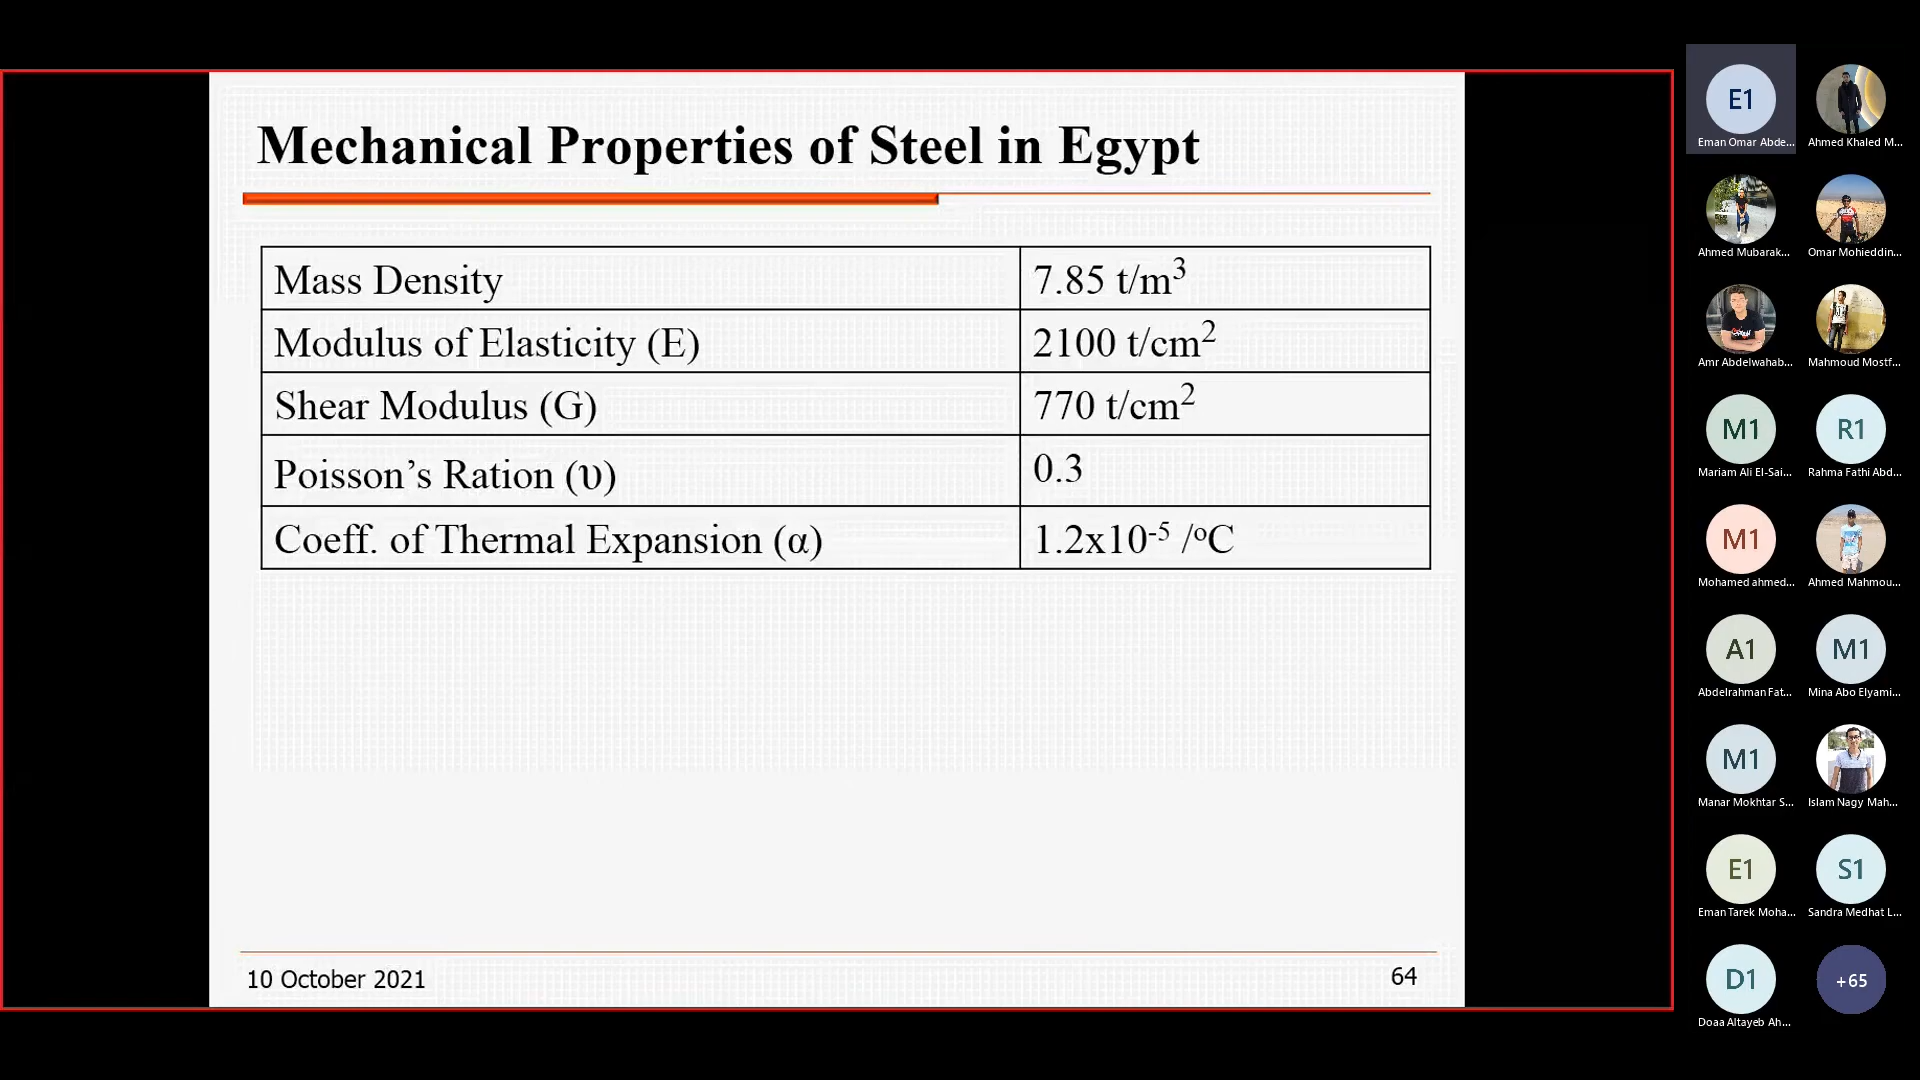 Mechanical Properties of Steel in Egypt
Mass Density 7.85 t/m³
Modulus of Elasticity (E) 2100 t/cm²
Shear Modulus (G) 770 t/cm²
Poisson’s Ration (υ) 0.3
Coeff. of Thermal Expansion (α) 1.2x10⁻⁵ /ºC
10 October 2021 64
E1
Eman Omar Abde... Ahmed Khaled M...
Ahmed Mubarak... Omar Mohieddin...
Amr Abdelwahab... Mahmoud Mostf...
M1 R1
Mariam Ali El-Sai... Rahma Fathi Abd...
M1
Mohamed ahmed... Ahmed Mahmou...
A1 M1
Abdelrahman Fat... Mina Abo Elyami...
M1
Manar Mokhtar S... Islam Nagy Mah...
E1 S1
Eman Tarek Moha... Sandra Medhat L...
D1 +65
Doaa Altayeb Ah...